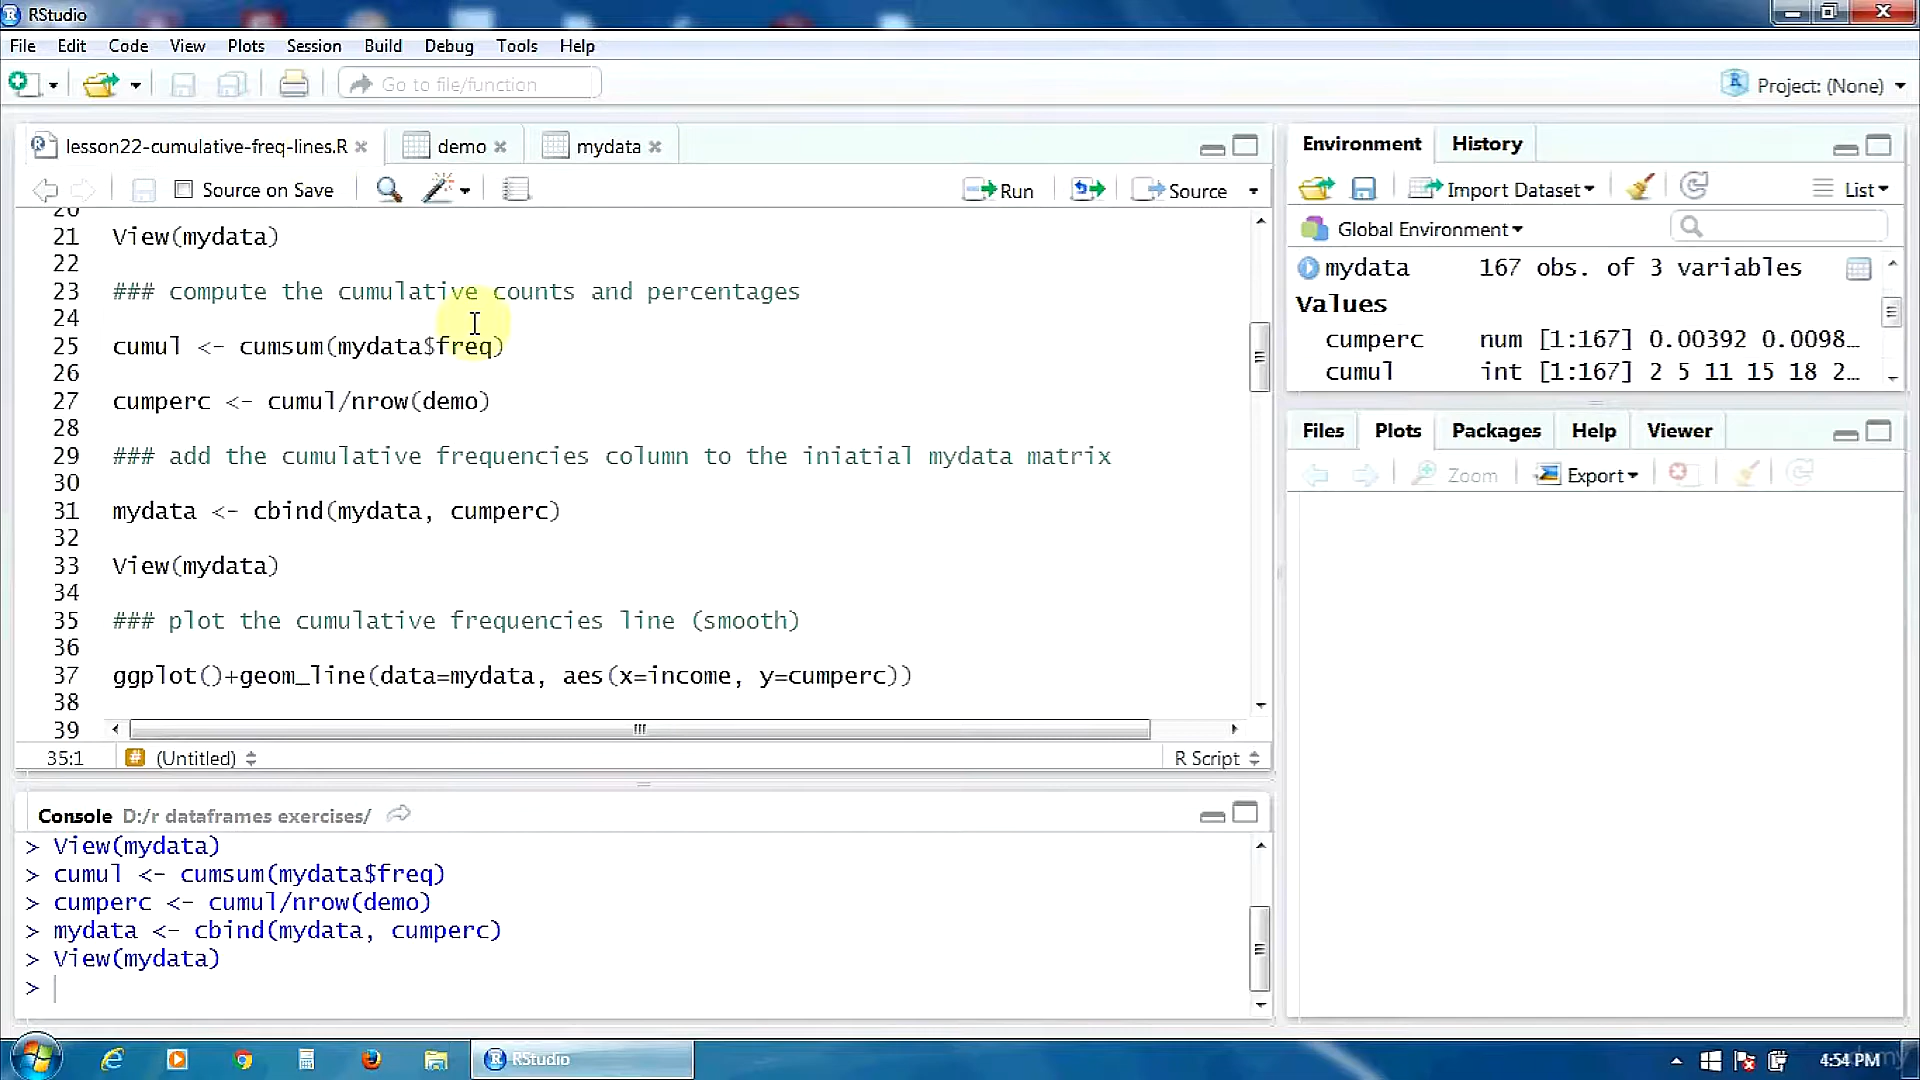 RStudio
File Edit Code View Plots Session Build Debug Tools Help
Go to file/function
Project: (None)
lesson22-cumulative-freq-lines.R demo mydata
Source on Save Run Source
20
21 View(mydata)
22
23 ### compute the cumulative counts and percentages
24
25 cumul <- cumsum(mydata$freq)
26
27 cumperc <- cumul/nrow(demo)
28
29 ### add the cumulative frequencies column to the iniatial mydata matrix
30
31 mydata <- cbind(mydata, cumperc)
32
33 View(mydata)
34
35 ### plot the cumulative frequencies line (smooth)
36
37 ggplot()+geom_line(data=mydata, aes(x=income, y=cumperc))
38
39
35:1 # (Untitled) R Script
Console D:/r dataframes exercises/
> View(mydata)
> cumul <- cumsum(mydata$freq)
> cumperc <- cumul/nrow(demo)
> mydata <- cbind(mydata, cumperc)
> View(mydata)
>
Environment History
Import Dataset List
Global Environment
mydata 167 obs. of 3 variables
Values
cumperc num [1:167] 0.00392 0.0098…
cumul int [1:167] 2 5 11 15 18 2…
Files Plots Packages Help Viewer
Zoom Export
RStudio
4:54 PM